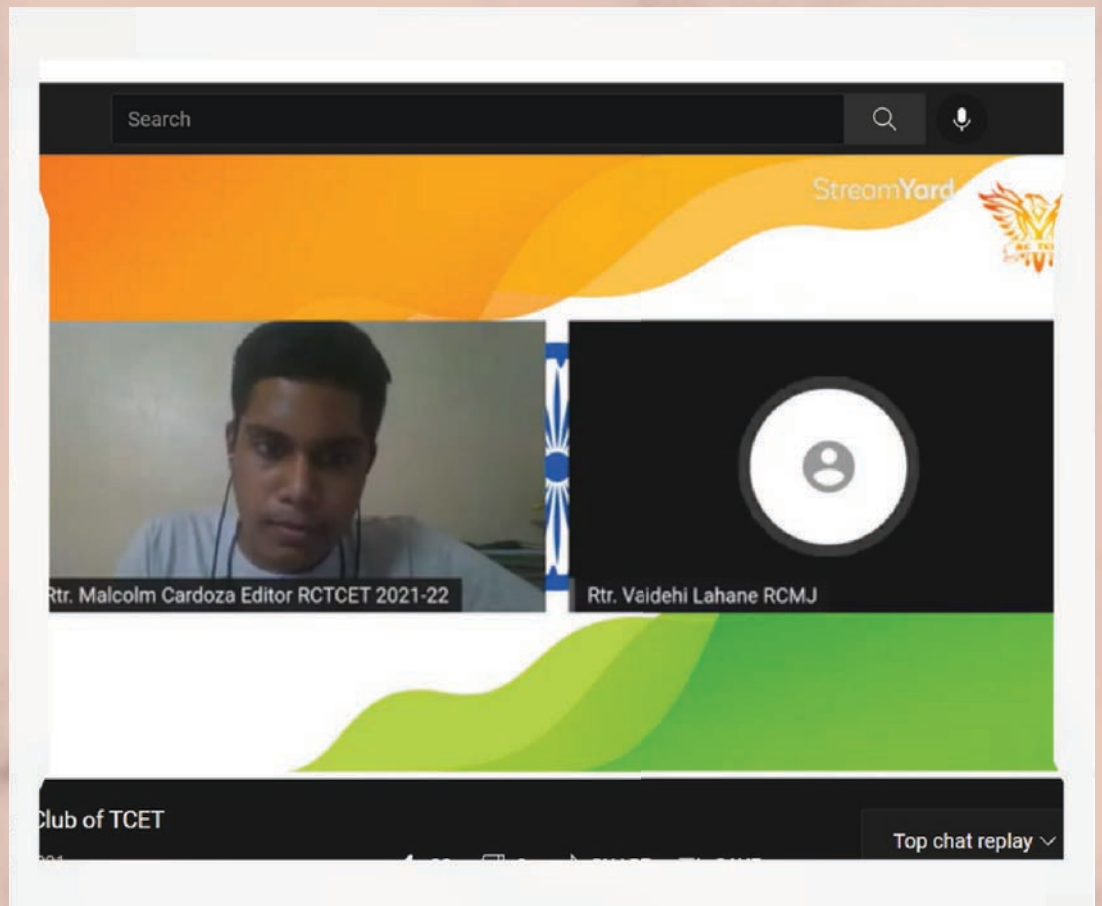 Search
StreamYard
Rtr. Malcolm Cardoza Editor RCTCET 2021-22
Rtr. Vaidehi Lahane RCMJ
Club of TCET
Top chat replay